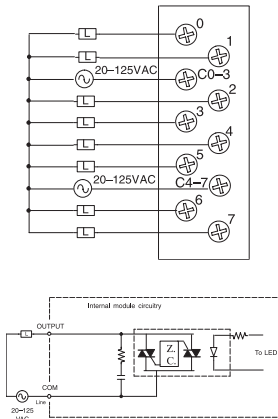 L
0
L
1
20–125VAC
C0–3
L
2
L
3
L
4
L
5
20–125VAC
C4–7
L
6
L
7
Internal module circuitry
OUTPUT
L
Z.
C.
To LED
COM
Line
20–125
VAC